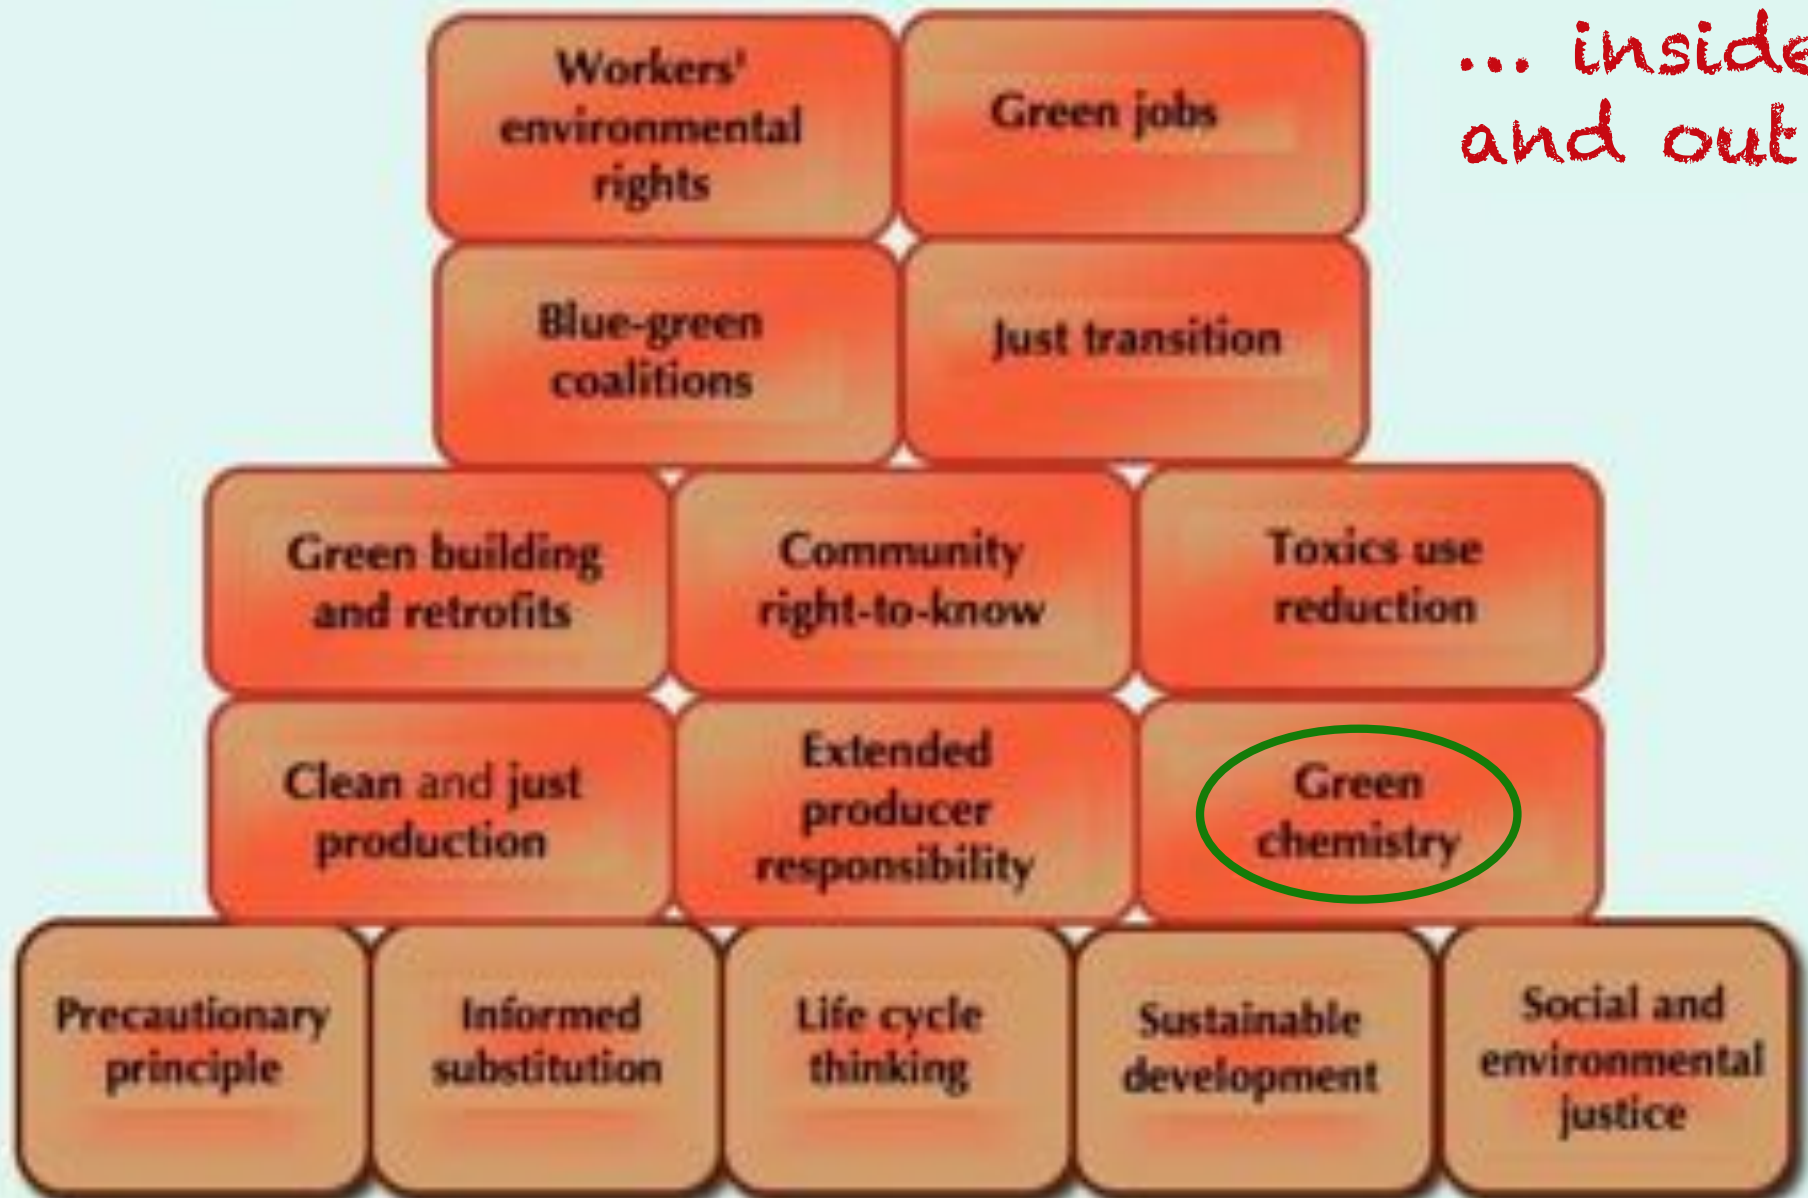 ... inside
and out
Workers'
environmental
rights
Green jobs
Blue-green
coalitions
Just transition
Green building
and retrofits
Community
right-to-know
Toxics use
reduction
Clean and just
production
Extended
producer
responsibility
Green
chemistry
Precautionary
principle
Informed
substitution
Life cycle
thinking
Sustainable
development
Social and
environmental
justice